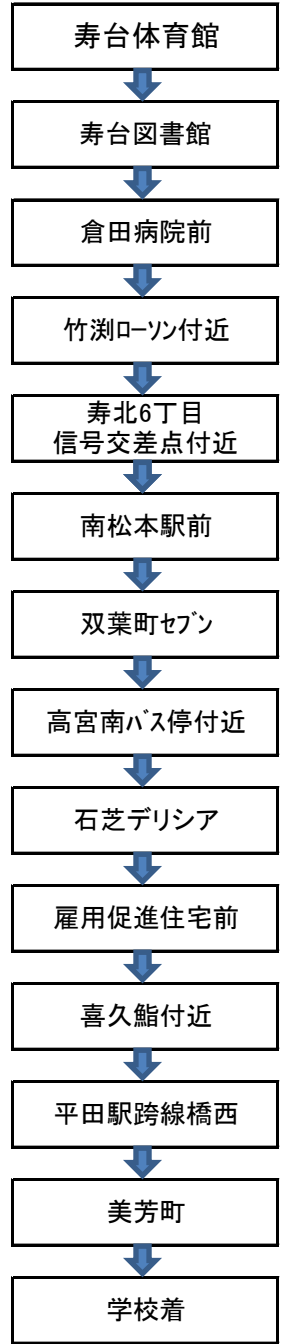 寿台体育館
寿台図書館
倉田病院前
竹渕ﾛｰｿﾝ付近
寿北6丁目
信号交差点付近
南松本駅前
双葉町ｾﾌﾞﾝ
高宮南ﾊﾞｽ停付近
石芝デリシア
雇用促進住宅前
喜久鮨付近
平田駅跨線橋西
美芳町
学校着